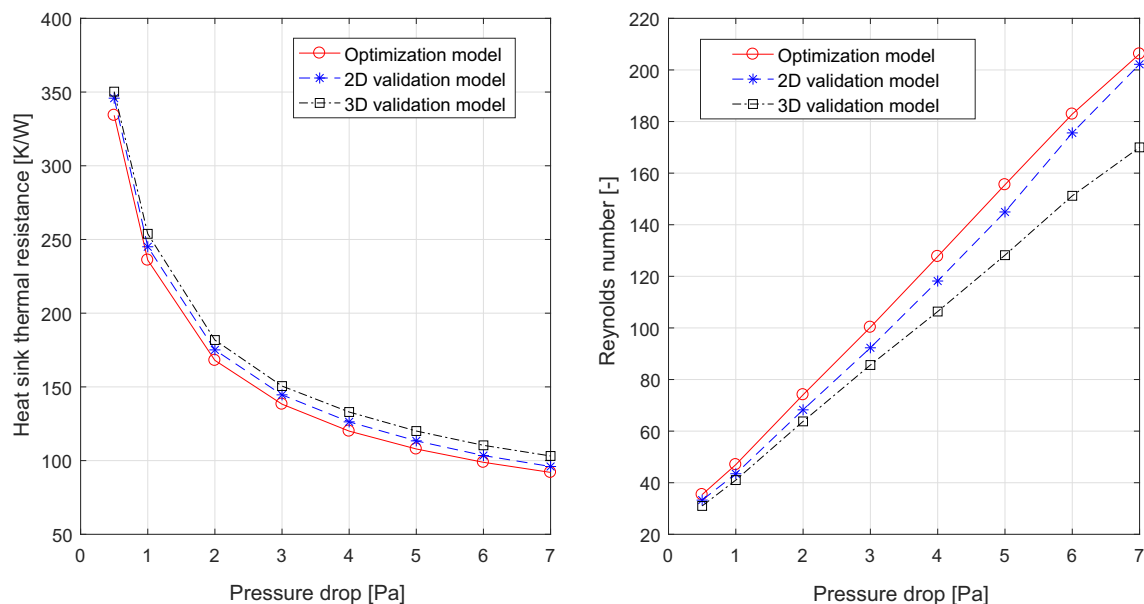 400
350
300
250
200
150
100
50
0 1 2 3 4 5 6 7
Heat sink thermal resistance [K/W]
Pressure drop [Pa]
Optimization model
2D validation model
3D validation model
220
200
180
160
140
120
100
80
60
40
20
0 1 2 3 4 5 6 7
Reynolds number [-]
Pressure drop [Pa]
Optimization model
2D validation model
3D validation model